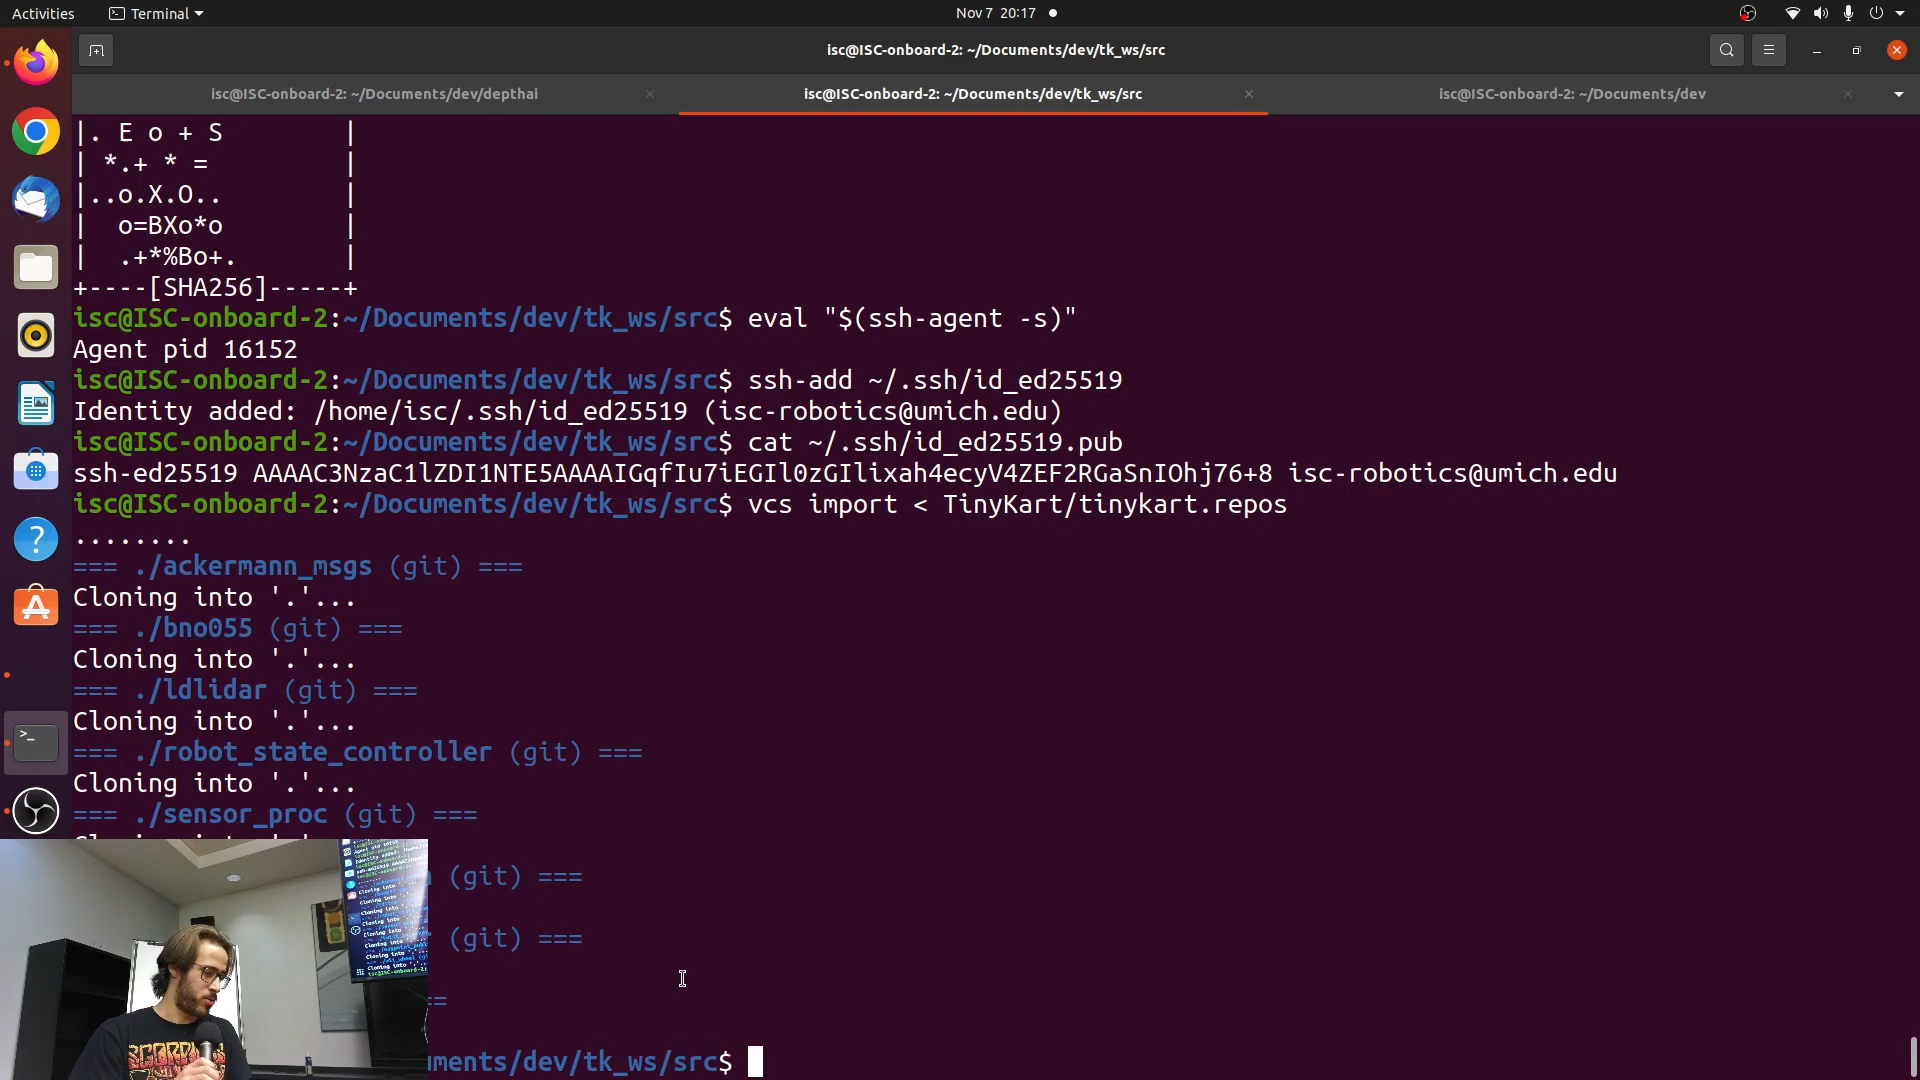 Activities Terminal Nov 7 20:17
isc@ISC-onboard-2: ~/Documents/dev/tk_ws/src
isc@ISC-onboard-2: ~/Documents/dev/depthai isc@ISC-onboard-2: ~/Documents/dev/tk_ws/src isc@ISC-onboard-2: ~/Documents/dev
|. E o + S        |
| *.+ * =         |
|..o.X.O..        |
|  o=BXo*o        |
|  .+*%Bo+.       |
+----[SHA256]-----+
isc@ISC-onboard-2:~/Documents/dev/tk_ws/src$ eval "$(ssh-agent -s)"
Agent pid 16152
isc@ISC-onboard-2:~/Documents/dev/tk_ws/src$ ssh-add ~/.ssh/id_ed25519
Identity added: /home/isc/.ssh/id_ed25519 (isc-robotics@umich.edu)
isc@ISC-onboard-2:~/Documents/dev/tk_ws/src$ cat ~/.ssh/id_ed25519.pub
ssh-ed25519 AAAAC3NzaC1lZDI1NTE5AAAAIGqfIu7iEGIl0zGIlixah4ecyV4ZEF2RGaSnIOhj76+8 isc-robotics@umich.edu
isc@ISC-onboard-2:~/Documents/dev/tk_ws/src$ vcs import < TinyKart/tinykart.repos
........
=== ./ackermann_msgs (git) ===
Cloning into '.'...
=== ./bno055 (git) ===
Cloning into '.'...
=== ./ldlidar (git) ===
Cloning into '.'...
=== ./robot_state_controller (git) ===
Cloning into '.'...
=== ./sensor_proc (git) ===
(git) ===
(git) ===
==
uments/dev/tk_ws/src$